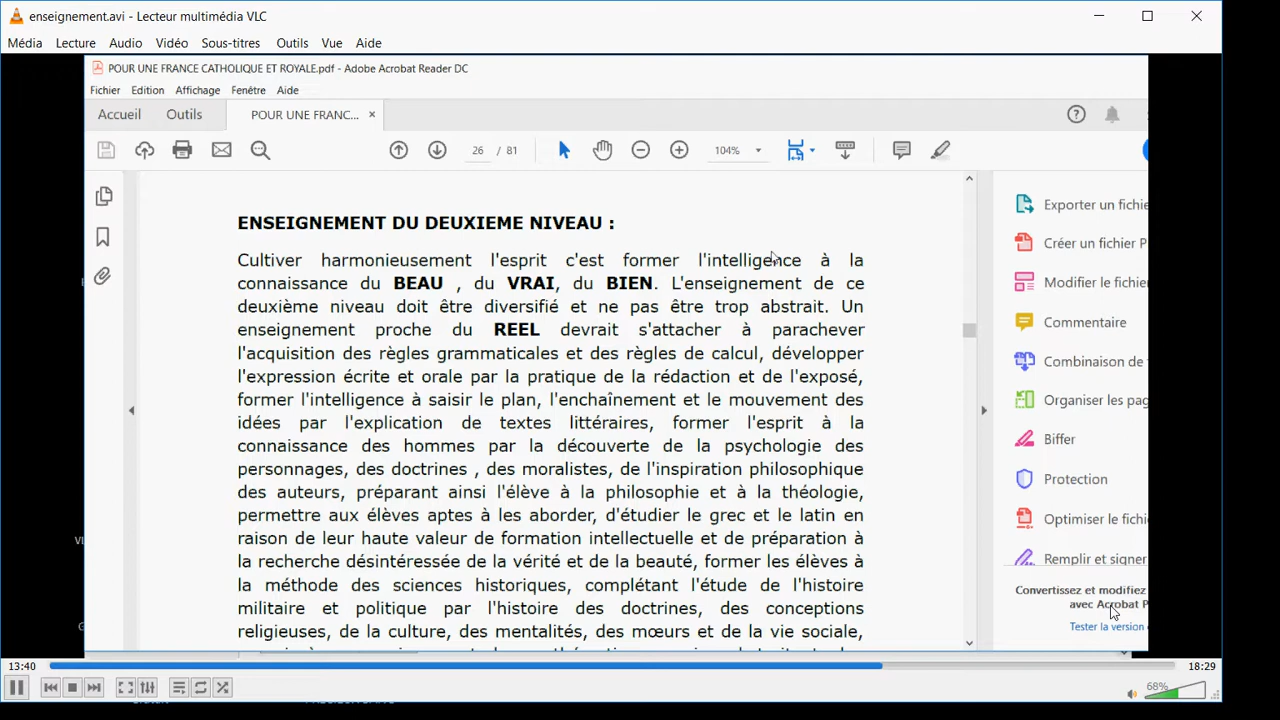 enseignement.avi - Lecteur multimédia VLC
Média Lecture Audio Vidéo Sous-titres Outils Vue Aide
POUR UNE FRANCE CATHOLIQUE ET ROYALE.pdf - Adobe Acrobat Reader DC
Fichier Edition Affichage Fenêtre Aide
Accueil Outils POUR UNE FRANC... ×
26 / 81 104%
ENSEIGNEMENT DU DEUXIEME NIVEAU :
Cultiver harmonieusement l'esprit c'est former l'intelligence à la
connaissance du BEAU , du VRAI, du BIEN. L'enseignement de ce
deuxième niveau doit être diversifié et ne pas être trop abstrait. Un
enseignement proche du REEL devrait s'attacher à parachever
l'acquisition des règles grammaticales et des règles de calcul, développer
l'expression écrite et orale par la pratique de la rédaction et de l'exposé,
former l'intelligence à saisir le plan, l'enchaînement et le mouvement des
idées par l'explication de textes littéraires, former l'esprit à la
connaissance des hommes par la découverte de la psychologie des
personnages, des doctrines , des moralistes, de l'inspiration philosophique
des auteurs, préparant ainsi l'élève à la philosophie et à la théologie,
permettre aux élèves aptes à les aborder, d'étudier le grec et le latin en
raison de leur haute valeur de formation intellectuelle et de préparation à
la recherche désintéressée de la vérité et de la beauté, former les élèves à
la méthode des sciences historiques, complétant l'étude de l'histoire
militaire et politique par l'histoire des doctrines, des conceptions
religieuses, de la culture, des mentalités, des mœurs et de la vie sociale,
Exporter un fichie
Créer un fichier P
Modifier le fichie
Commentaire
Combinaison de
Organiser les pag
Biffer
Protection
Optimiser le fichi
Remplir et signer
Convertissez et modifiez
avec Acrobat P
Tester la version
13:40 18:29
68%